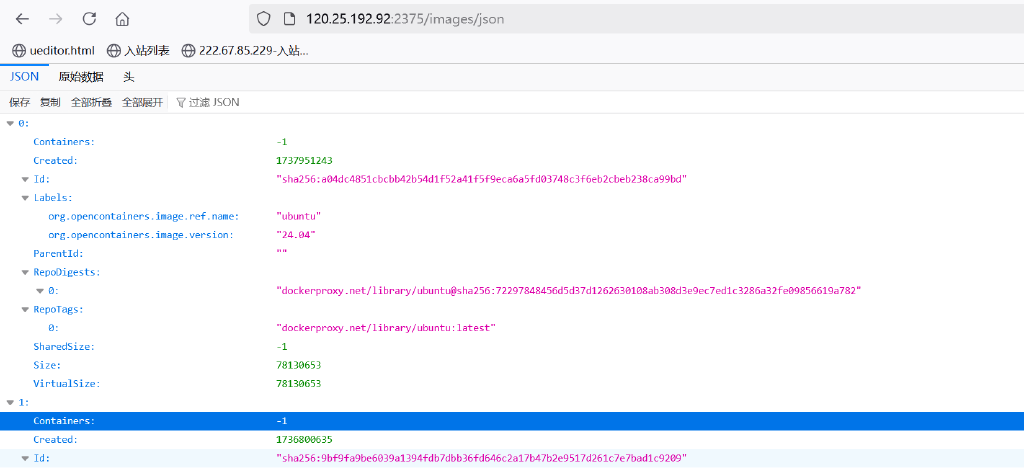 120.25.192.92:2375/images/json
ueditor.html 入站列表 222.67.85.229-入站...
JSON 原始数据 头
保存 复制 全部折叠 全部展开 过滤 JSON
0:
Containers: -1
Created: 1737951243
Id: "sha256:a04dc4851cbcbb42b54d1f52a41f5f9eca6a5fd03748c3f6eb2cbeb238ca99bd"
Labels:
org.opencontainers.image.ref.name: "ubuntu"
org.opencontainers.image.version: "24.04"
ParentId: ""
RepoDigests:
0: "dockerproxy.net/library/ubuntu@sha256:72297848456d5d37d1262630108ab308d3e9ec7ed1c3286a32fe09856619a782"
RepoTags:
0: "dockerproxy.net/library/ubuntu:latest"
SharedSize: -1
Size: 78130653
VirtualSize: 78130653
1:
Containers: -1
Created: 1736800635
Id: "sha256:9bf9fa9be6039a1394fdb7dbb36fd646c2a17b47b2e9517d261c7e7bad1c9209"